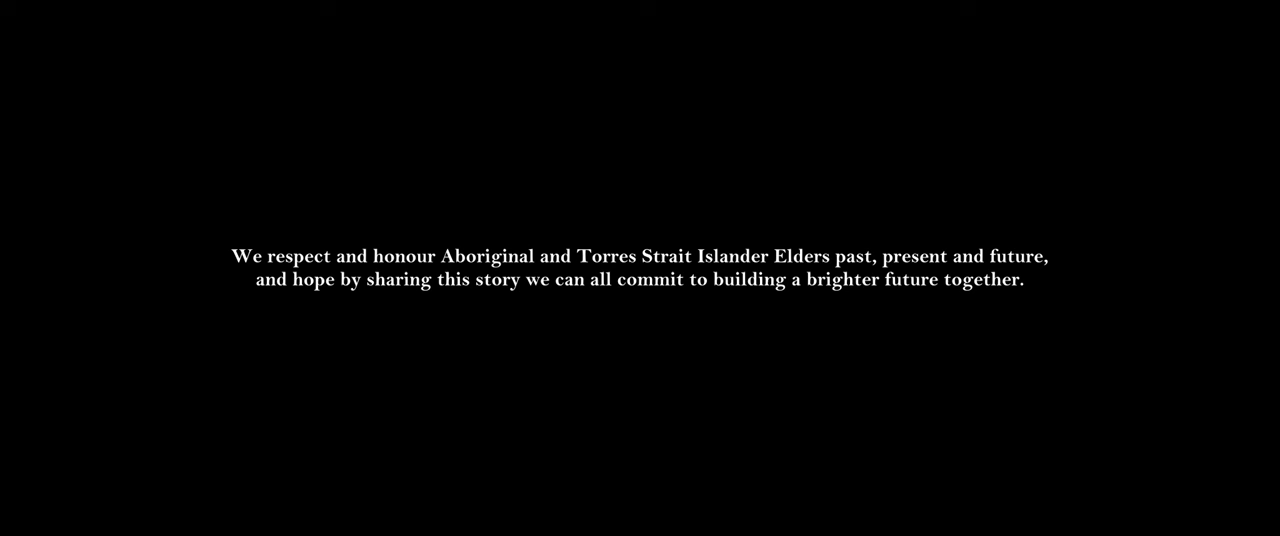 We respect and honour Aboriginal and Torres Strait Islander Elders past, present and future,
and hope by sharing this story we can all commit to building a brighter future together.